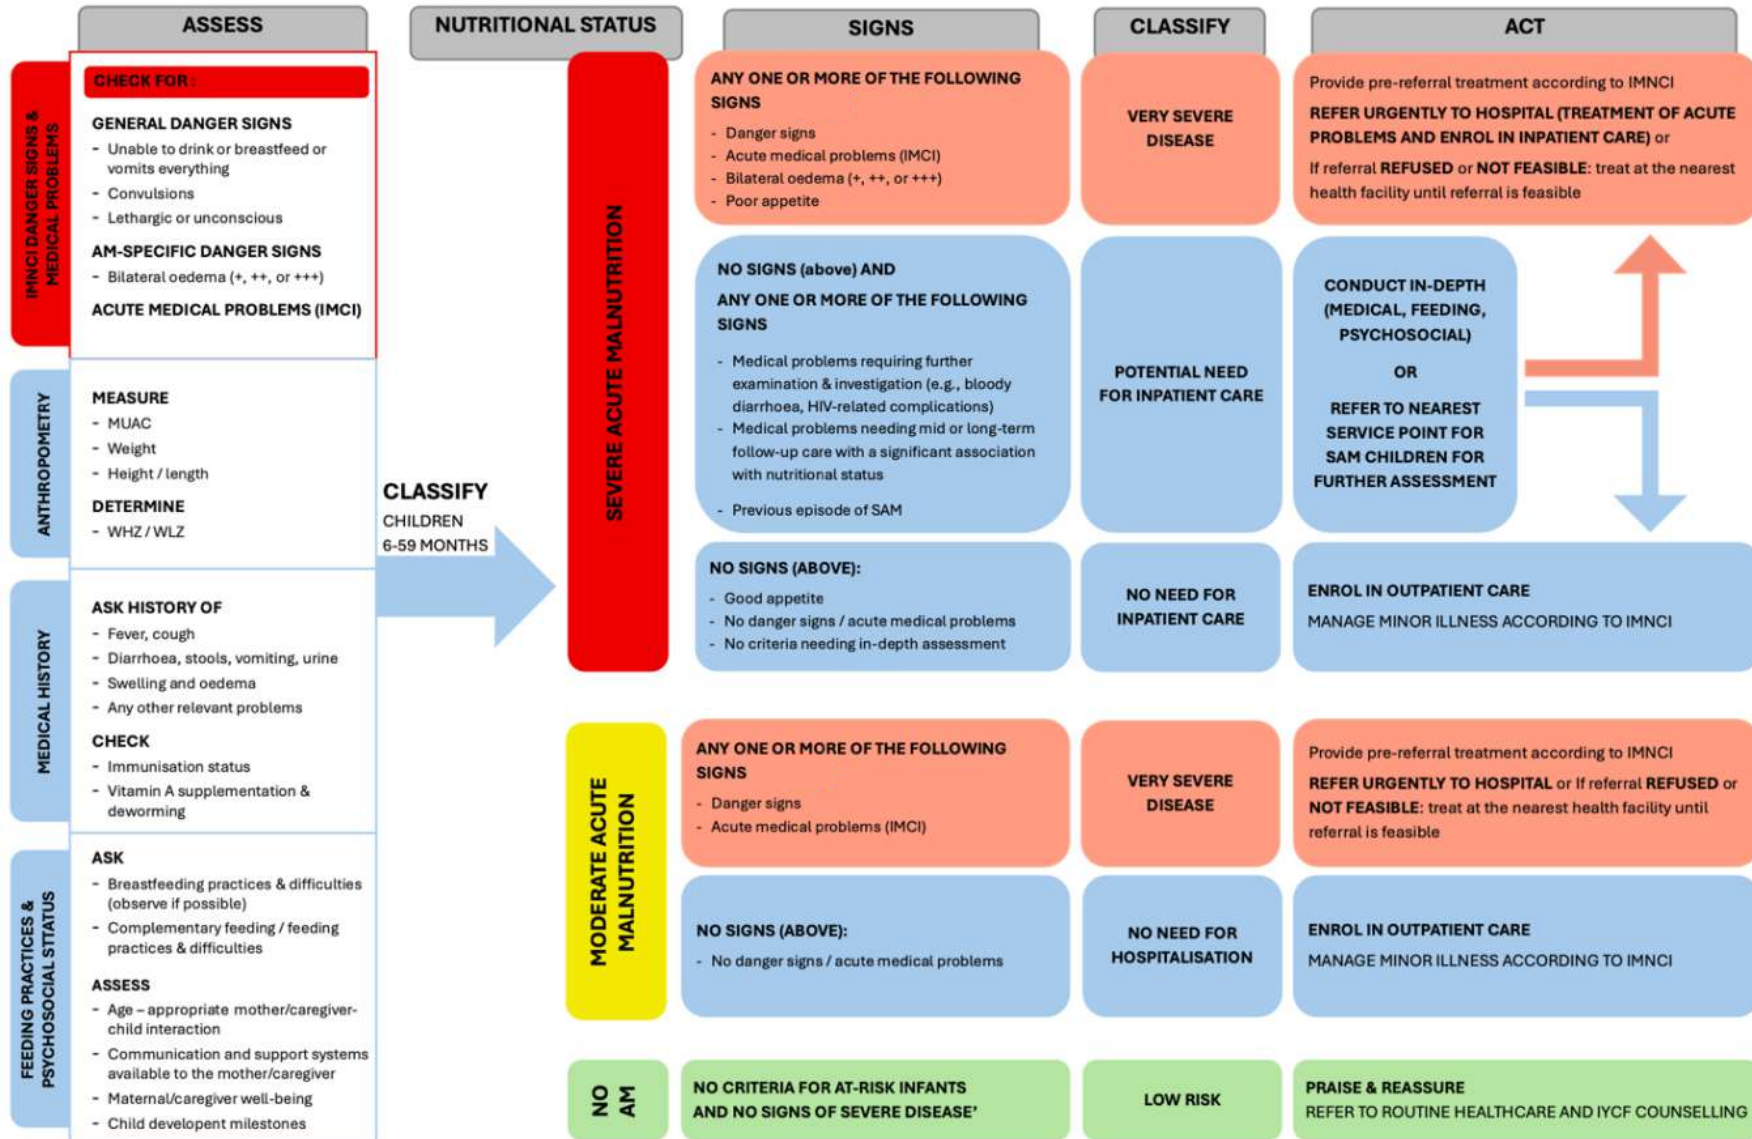 ASSESS
NUTRITIONAL STATUS
SIGNS
CLASSIFY
ACT
IMNCI DANGER SIGNS &
MEDICAL PROBLEMS
CHECK FOR :
GENERAL DANGER SIGNS
- Unable to drink or breastfeed or
vomits everything
- Convulsions
- Lethargic or unconscious
AM-SPECIFIC DANGER SIGNS
- Bilateral oedema (+, ++, or +++)
ACUTE MEDICAL PROBLEMS (IMCI)
ANTHROPOMETRY
MEASURE
- MUAC
- Weight
- Height / length
DETERMINE
- WHZ / WLZ
MEDICAL HISTORY
ASK HISTORY OF
- Fever, cough
- Diarrhoea, stools, vomiting, urine
- Swelling and oedema
- Any other relevant problems
CHECK
- Immunisation status
- Vitamin A supplementation &
deworming
FEEDING PRACTICES &
PSYCHOSOCIAL STTATUS
ASK
- Breastfeeding practices & difficulties
(observe if possible)
- Complementary feeding / feeding
practices & difficulties
ASSESS
- Age – appropriate mother/caregiver-
child interaction
- Communication and support systems
available to the mother/caregiver
- Maternal/caregiver well-being
- Child developent milestones
CLASSIFY
CHILDREN
6-59 MONTHS
SEVERE ACUTE MALNUTRITION
ANY ONE OR MORE OF THE FOLLOWING
SIGNS
- Danger signs
- Acute medical problems (IMCI)
- Bilateral oedema (+, ++, or +++)
- Poor appetite
VERY SEVERE
DISEASE
Provide pre-referral treatment according to IMNCI
REFER URGENTLY TO HOSPITAL (TREATMENT OF ACUTE
PROBLEMS AND ENROL IN INPATIENT CARE) or
If referral REFUSED or NOT FEASIBLE: treat at the nearest
health facility until referral is feasible
NO SIGNS (above) AND
ANY ONE OR MORE OF THE FOLLOWING
SIGNS
- Medical problems requiring further
examination & investigation (e.g., bloody
diarrhoea, HIV-related complications)
- Medical problems needing mid or long-term
follow-up care with a significant association
with nutritional status
- Previous episode of SAM
POTENTIAL NEED
FOR INPATIENT CARE
CONDUCT IN-DEPTH
(MEDICAL, FEEDING,
PSYCHOSOCIAL)
OR
REFER TO NEAREST
SERVICE POINT FOR
SAM CHILDREN FOR
FURTHER ASSESSMENT
NO SIGNS (ABOVE):
- Good appetite
- No danger signs / acute medical problems
- No criteria needing in-depth assessment
NO NEED FOR
INPATIENT CARE
ENROL IN OUTPATIENT CARE
MANAGE MINOR ILLNESS ACCORDING TO IMNCI
MODERATE ACUTE
MALNUTRITION
ANY ONE OR MORE OF THE FOLLOWING
SIGNS
- Danger signs
- Acute medical problems (IMCI)
VERY SEVERE
DISEASE
Provide pre-referral treatment according to IMNCI
REFER URGENTLY TO HOSPITAL or If referral REFUSED or
NOT FEASIBLE: treat at the nearest health facility until
referral is feasible
NO SIGNS (ABOVE):
- No danger signs / acute medical problems
NO NEED FOR
HOSPITALISATION
ENROL IN OUTPATIENT CARE
MANAGE MINOR ILLNESS ACCORDING TO IMNCI
NO
AM
NO CRITERIA FOR AT-RISK INFANTS
AND NO SIGNS OF SEVERE DISEASE’
LOW RISK
PRAISE & REASSURE
REFER TO ROUTINE HEALTHCARE AND IYCF COUNSELLING